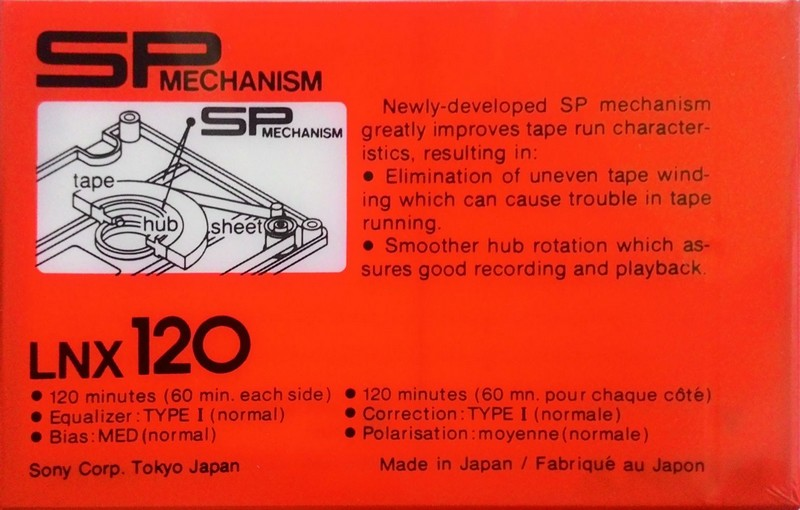 SP MECHANISM
SP MECHANISM
tape
hub
sheet
Newly-developed SP mechanism
greatly improves tape run character-
istics, resulting in:
● Elimination of uneven tape wind-
ing which can cause trouble in tape
running.
● Smoother hub rotation which as-
sures good recording and playback.
LNX 120
● 120 minutes (60 min. each side)
● Equalizer: TYPE I (normal)
● Bias: MED (normal)
● 120 minutes (60 mn. pour chaque côté)
● Correction: TYPE I (normale)
● Polarisation: moyenne (normale)
Sony Corp. Tokyo Japan
Made in Japan / Fabriqué au Japon